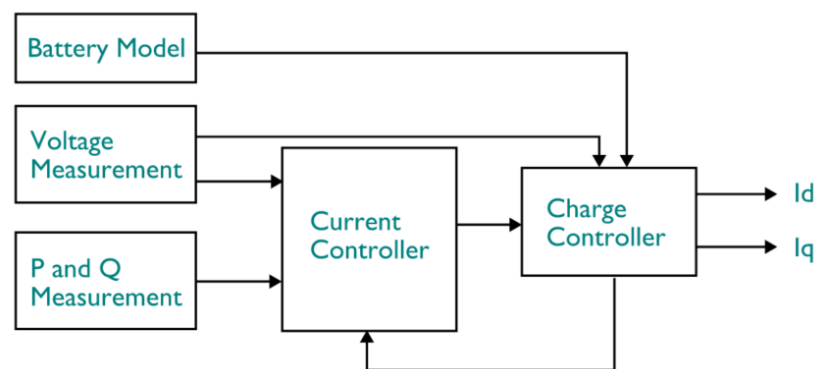 Battery Model
Voltage
Measurement
P and Q
Measurement
Current
Controller
Charge
Controller
Id
Iq